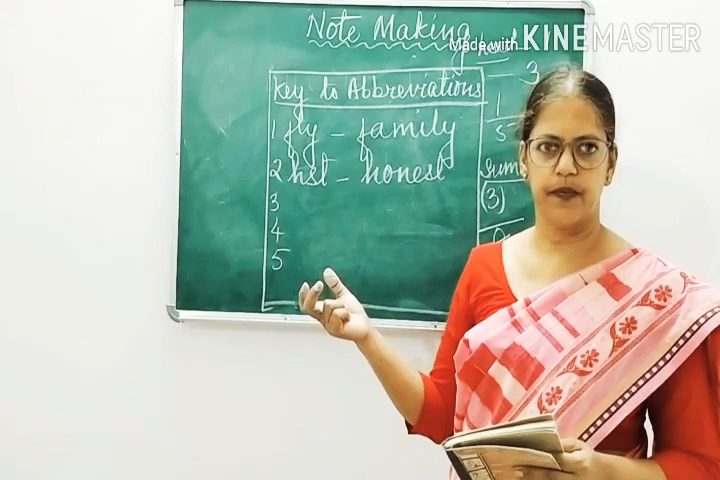 Note Making
Made with KINEMASTER
Key to Abbreviations
1 fly - family
2 hst - honest
3
4
5
3
1
5
Sum
(3)